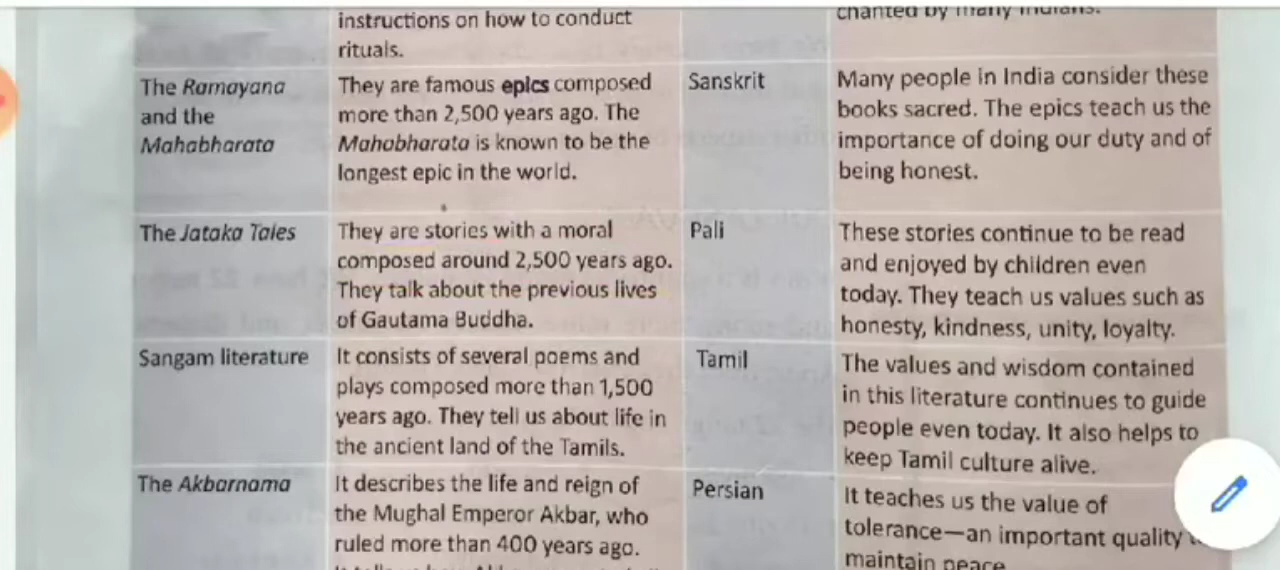 instructions on how to conduct
rituals.
chanted by many Indians.
The Ramayana
and the
Mahabharata
They are famous epics composed
more than 2,500 years ago. The
Mahabharata is known to be the
longest epic in the world.
Sanskrit
Many people in India consider these
books sacred. The epics teach us the
importance of doing our duty and of
being honest.
The Jataka Tales
They are stories with a moral
composed around 2,500 years ago.
They talk about the previous lives
of Gautama Buddha.
Pali
These stories continue to be read
and enjoyed by children even
today. They teach us values such as
honesty, kindness, unity, loyalty.
Sangam literature
It consists of several poems and
plays composed more than 1,500
years ago. They tell us about life in
the ancient land of the Tamils.
Tamil
The values and wisdom contained
in this literature continues to guide
people even today. It also helps to
keep Tamil culture alive.
The Akbarnama
It describes the life and reign of
the Mughal Emperor Akbar, who
ruled more than 400 years ago.
Persian
It teaches us the value of
tolerance—an important quality
maintain peace